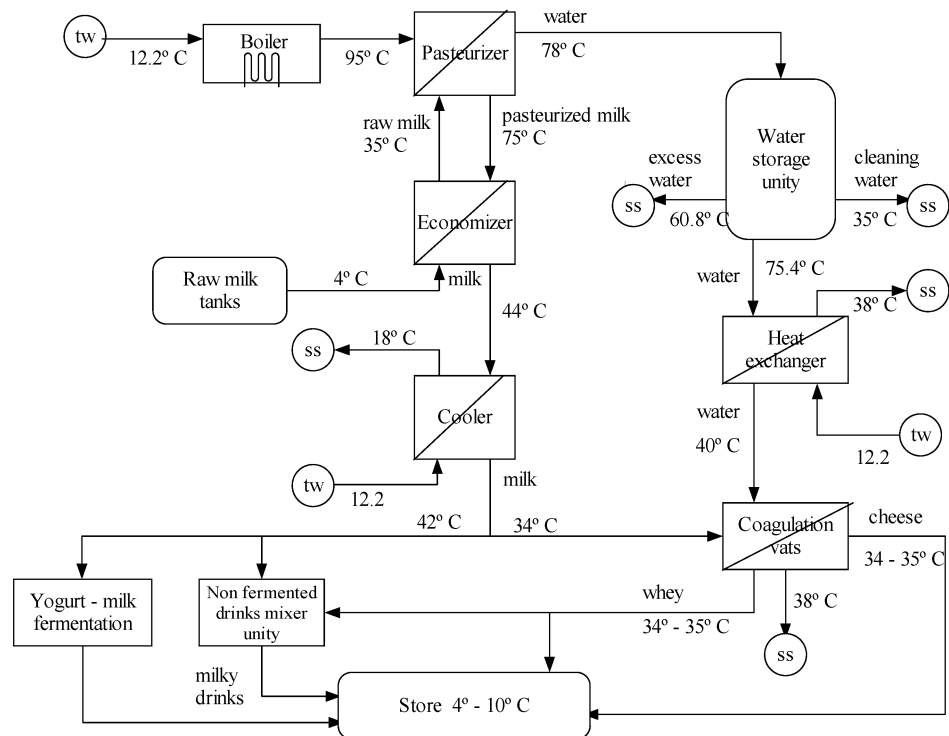 water
tw
Boiler
Pasteurizer
12.2º C
95º C
78º C
raw milk
35º C
pasteurized milk
75º C
Water
storage
unity
excess
water
cleaning
water
ss
60.8º C
35º C
ss
Economizer
Raw milk
tanks
4º C
milk
water
75.4º C
44º C
38º C
ss
ss
18º C
Heat
exchanger
Cooler
water
40º C
tw
12.2
tw
12.2
milk
42º C
34º C
Coagulation
vats
cheese
34 - 35º C
Yogurt - milk
fermentation
Non fermented
drinks mixer
unity
whey
34º - 35º C
38º C
ss
milky
drinks
Store 4º - 10º C